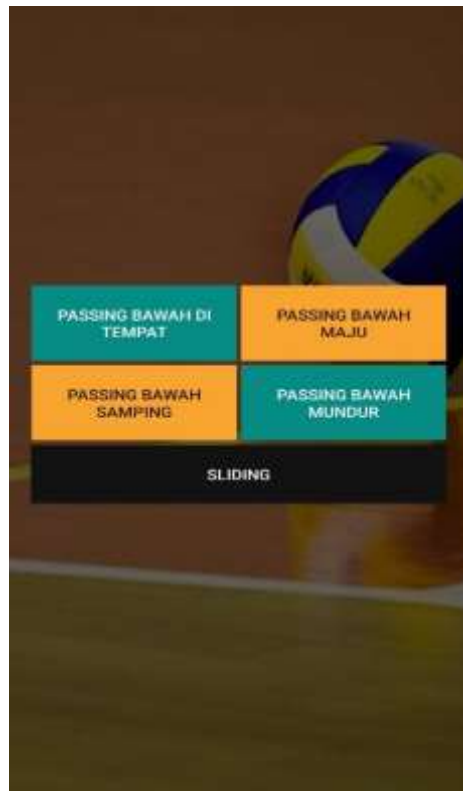 PASSING BAWAH DI
TEMPAT
PASSING BAWAH
MAJU
PASSING BAWAH
SAMPING
PASSING BAWAH
MUNDUR
SLIDING